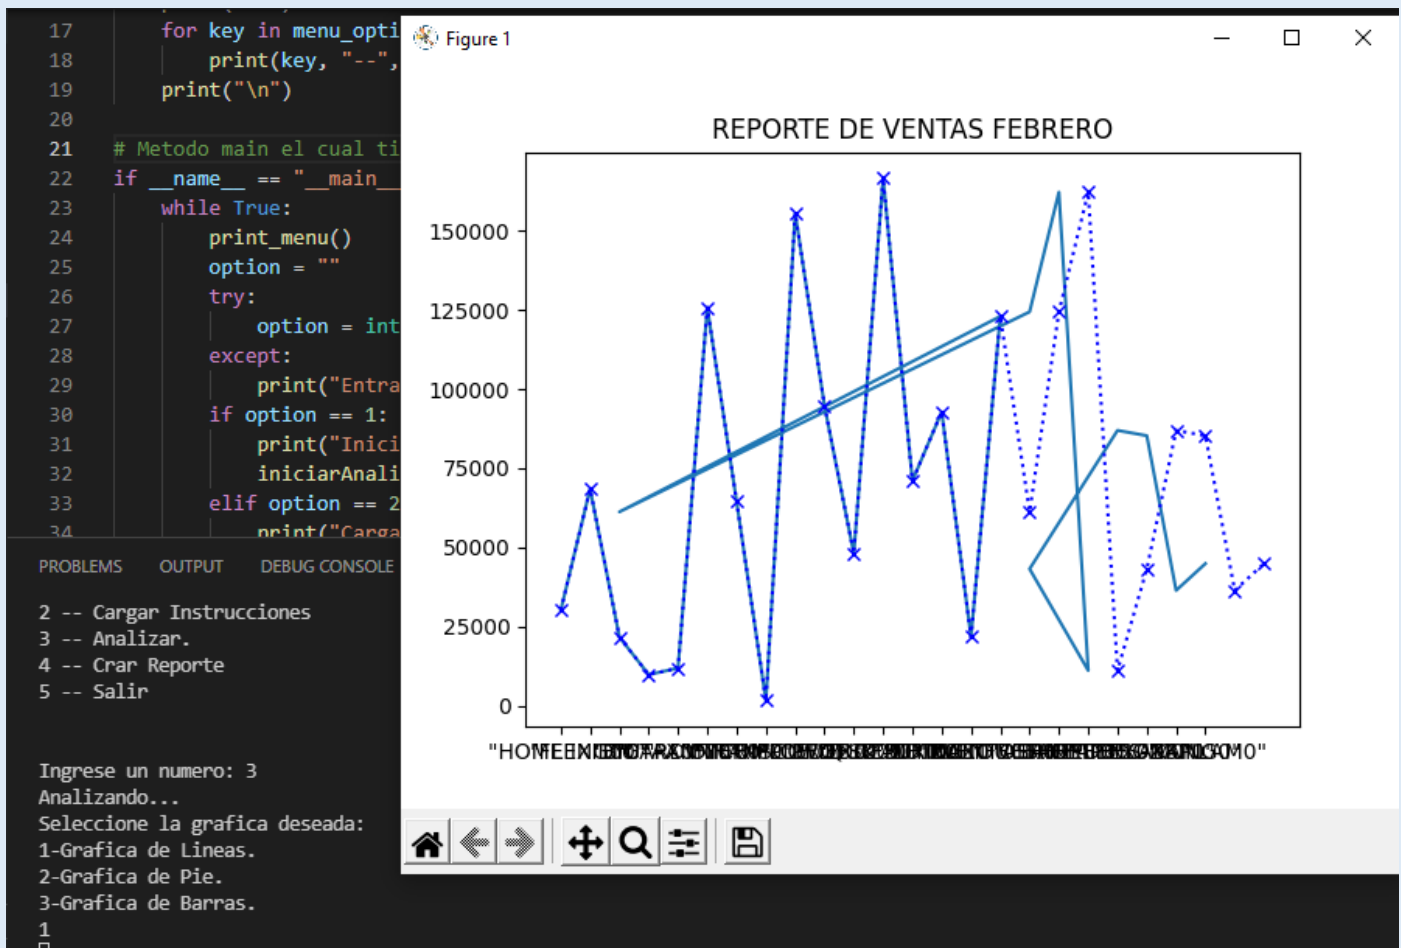 17 for key in menu_opti
18 print(key, "--",
19 print("\n")
20
21 # Metodo main el cual ti
22 if __name__ == "__main__
23 while True:
24 print_menu()
25 option = ""
26 try:
27 option = int
28 except:
29 print("Entra
30 if option == 1:
31 print("Inici
32 iniciarAnali
33 elif option == 2
34 print("Carga
PROBLEMS OUTPUT DEBUG CONSOLE
2 -- Cargar Instrucciones
3 -- Analizar.
4 -- Crar Reporte
5 -- Salir
Ingrese un numero: 3
Analizando...
Seleccione la grafica deseada:
1-Grafica de Lineas.
2-Grafica de Pie.
3-Grafica de Barras.
1
Figure 1
REPORTE DE VENTAS FEBRERO
150000
125000
100000
75000
50000
25000
0